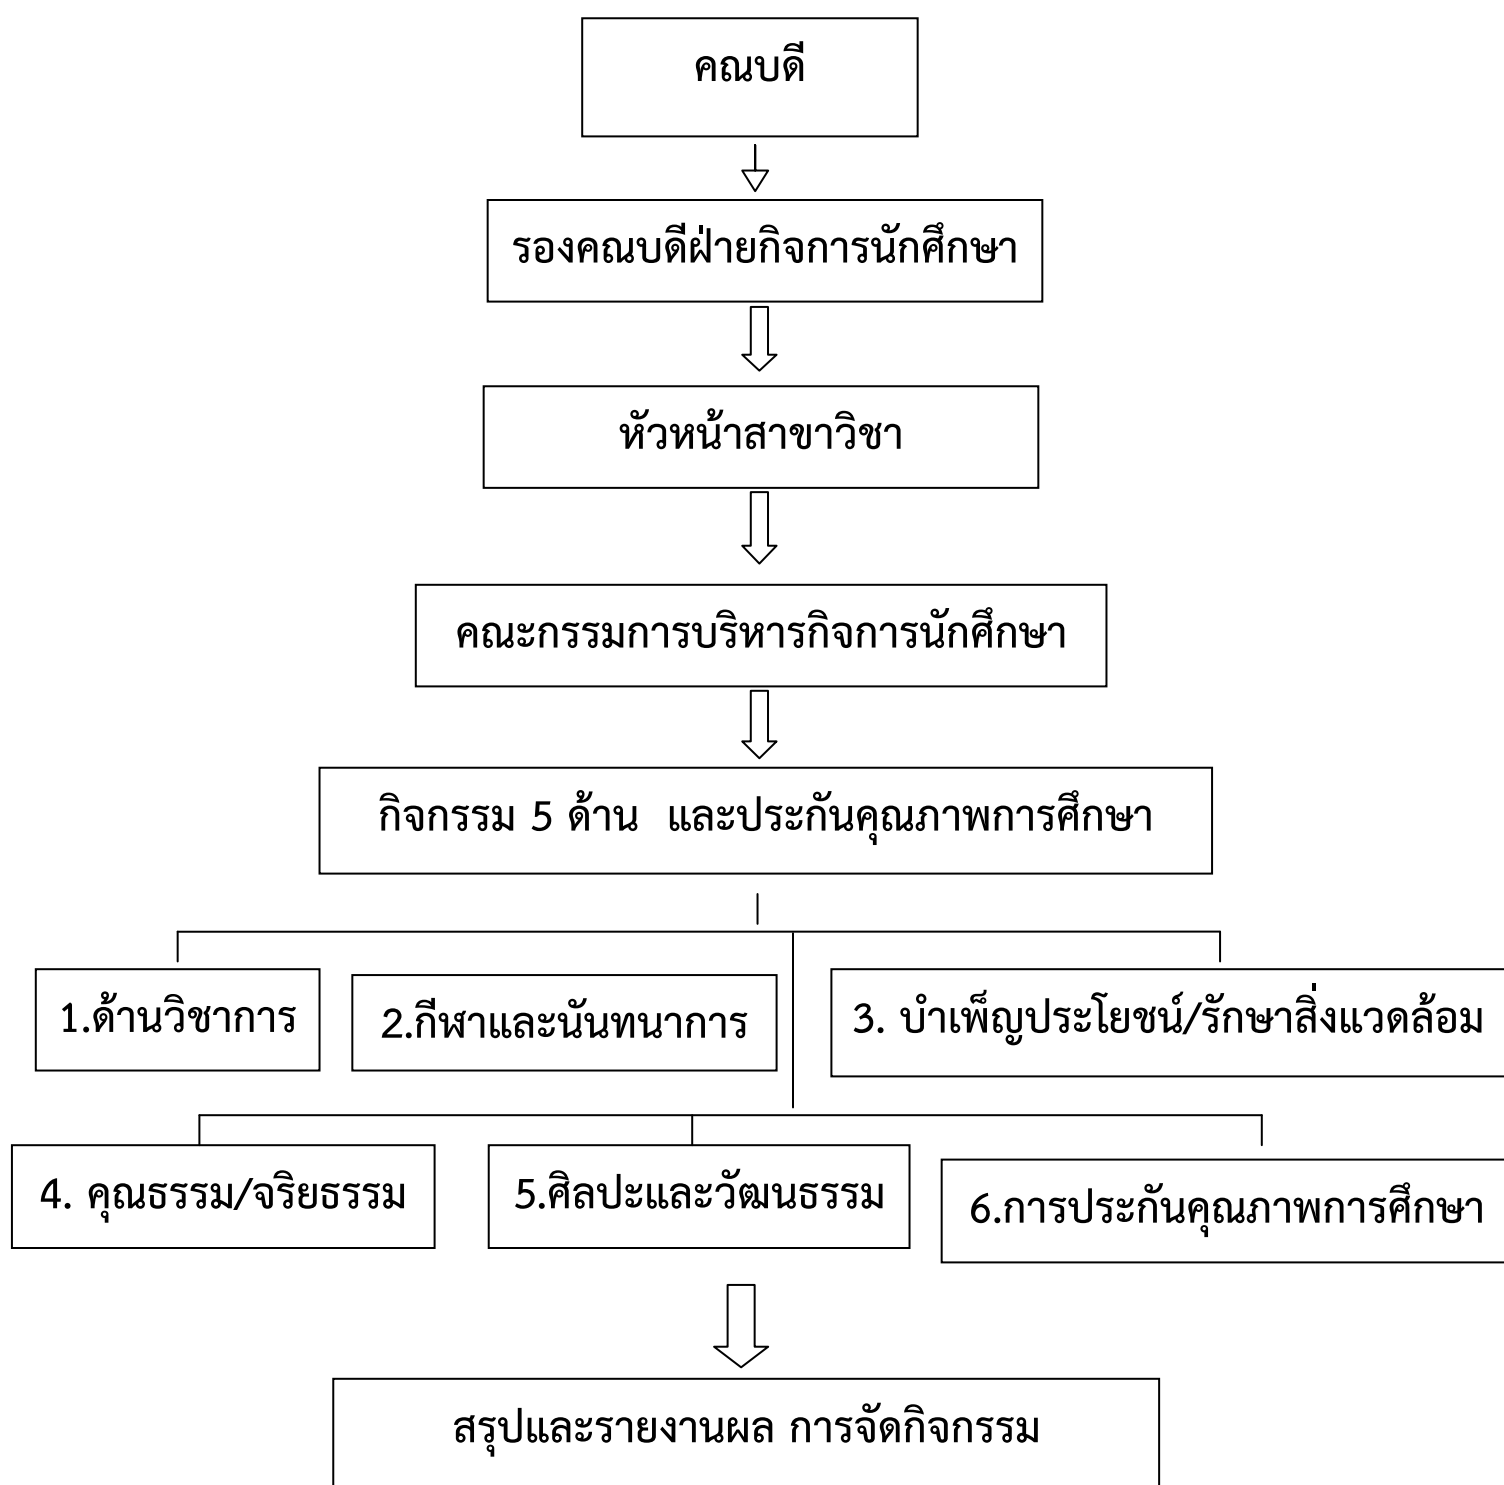 คณบดี
รองคณบดีฝ่ายกิจการนักศึกษา
หัวหน้าสาขาวิชา
คณะกรรมการบริหารกิจการนักศึกษา
กิจกรรม 5 ด้าน และประกันคุณภาพการศึกษา
1.ด้านวิชาการ
2.กีฬาและนันทนาการ
3. บำเพ็ญประโยชน์/รักษาสิ่งแวดล้อม
4. คุณธรรม/จริยธรรม
5.ศิลปะและวัฒนธรรม
6.การประกันคุณภาพการศึกษา
สรุปและรายงานผล การจัดกิจกรรม